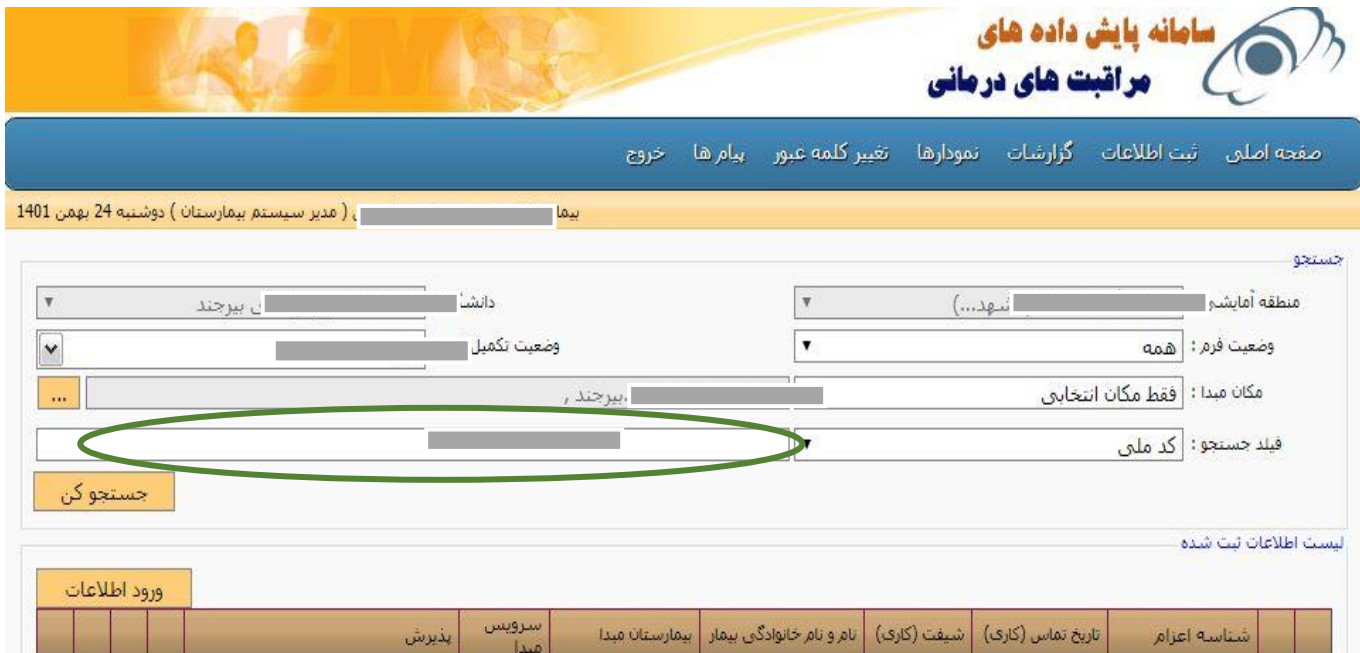 سامانه پایش داده های
مراقبت های درمانی
MCMC
صفحه اصلی ثبت اطلاعات گزارشات نمودارها تغییر کلمه عبور پیام ها خروج
( مدیر سیستم بیمارستان ) دوشنبه 24 بهمن 1401
جستجو
منطقه آمایشی ...)
بیرجند
وضعیت فرم : همه وضعیت تکمیل
مکان مبدا : فقط مکان انتخابی بیرجند , ...
فیلد جستجو : کد ملی
جستجو کن
لیست اطلاعات ثبت شده
ورود اطلاعات
شناسه اعزام تاریخ تماس (کاری) شیفت (کاری) نام و نام خانوادگی بیمار بیمارستان مبدا سرویس مبدا پذیرش